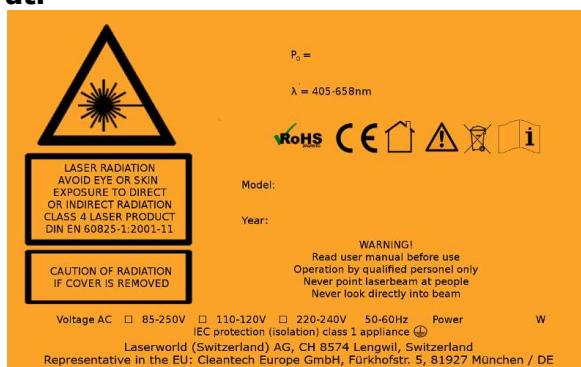 P₀ =
λ = 405-658nm
RoHS
CE
i
LASER RADIATION
AVOID EYE OR SKIN
EXPOSURE TO DIRECT
OR INDIRECT RADIATION
CLASS 4 LASER PRODUCT
DIN EN 60825-1:2001-11
CAUTION OF RADIATION
IF COVER IS REMOVED
Model:
Year:
WARNING!
Read user manual before use
Operation by qualified personel only
Never point laserbeam at people
Never look directly into beam
Voltage AC ☐ 85-250V ☐ 110-120V ☐ 220-240V 50-60Hz Power W
IEC protection (isolation) class 1 appliance
Laserworld (Switzerland) AG, CH 8574 Lengwil, Switzerland
Representative in the EU: Cleantech Europe GmbH, Fürkhofstr. 5, 81927 München / DE